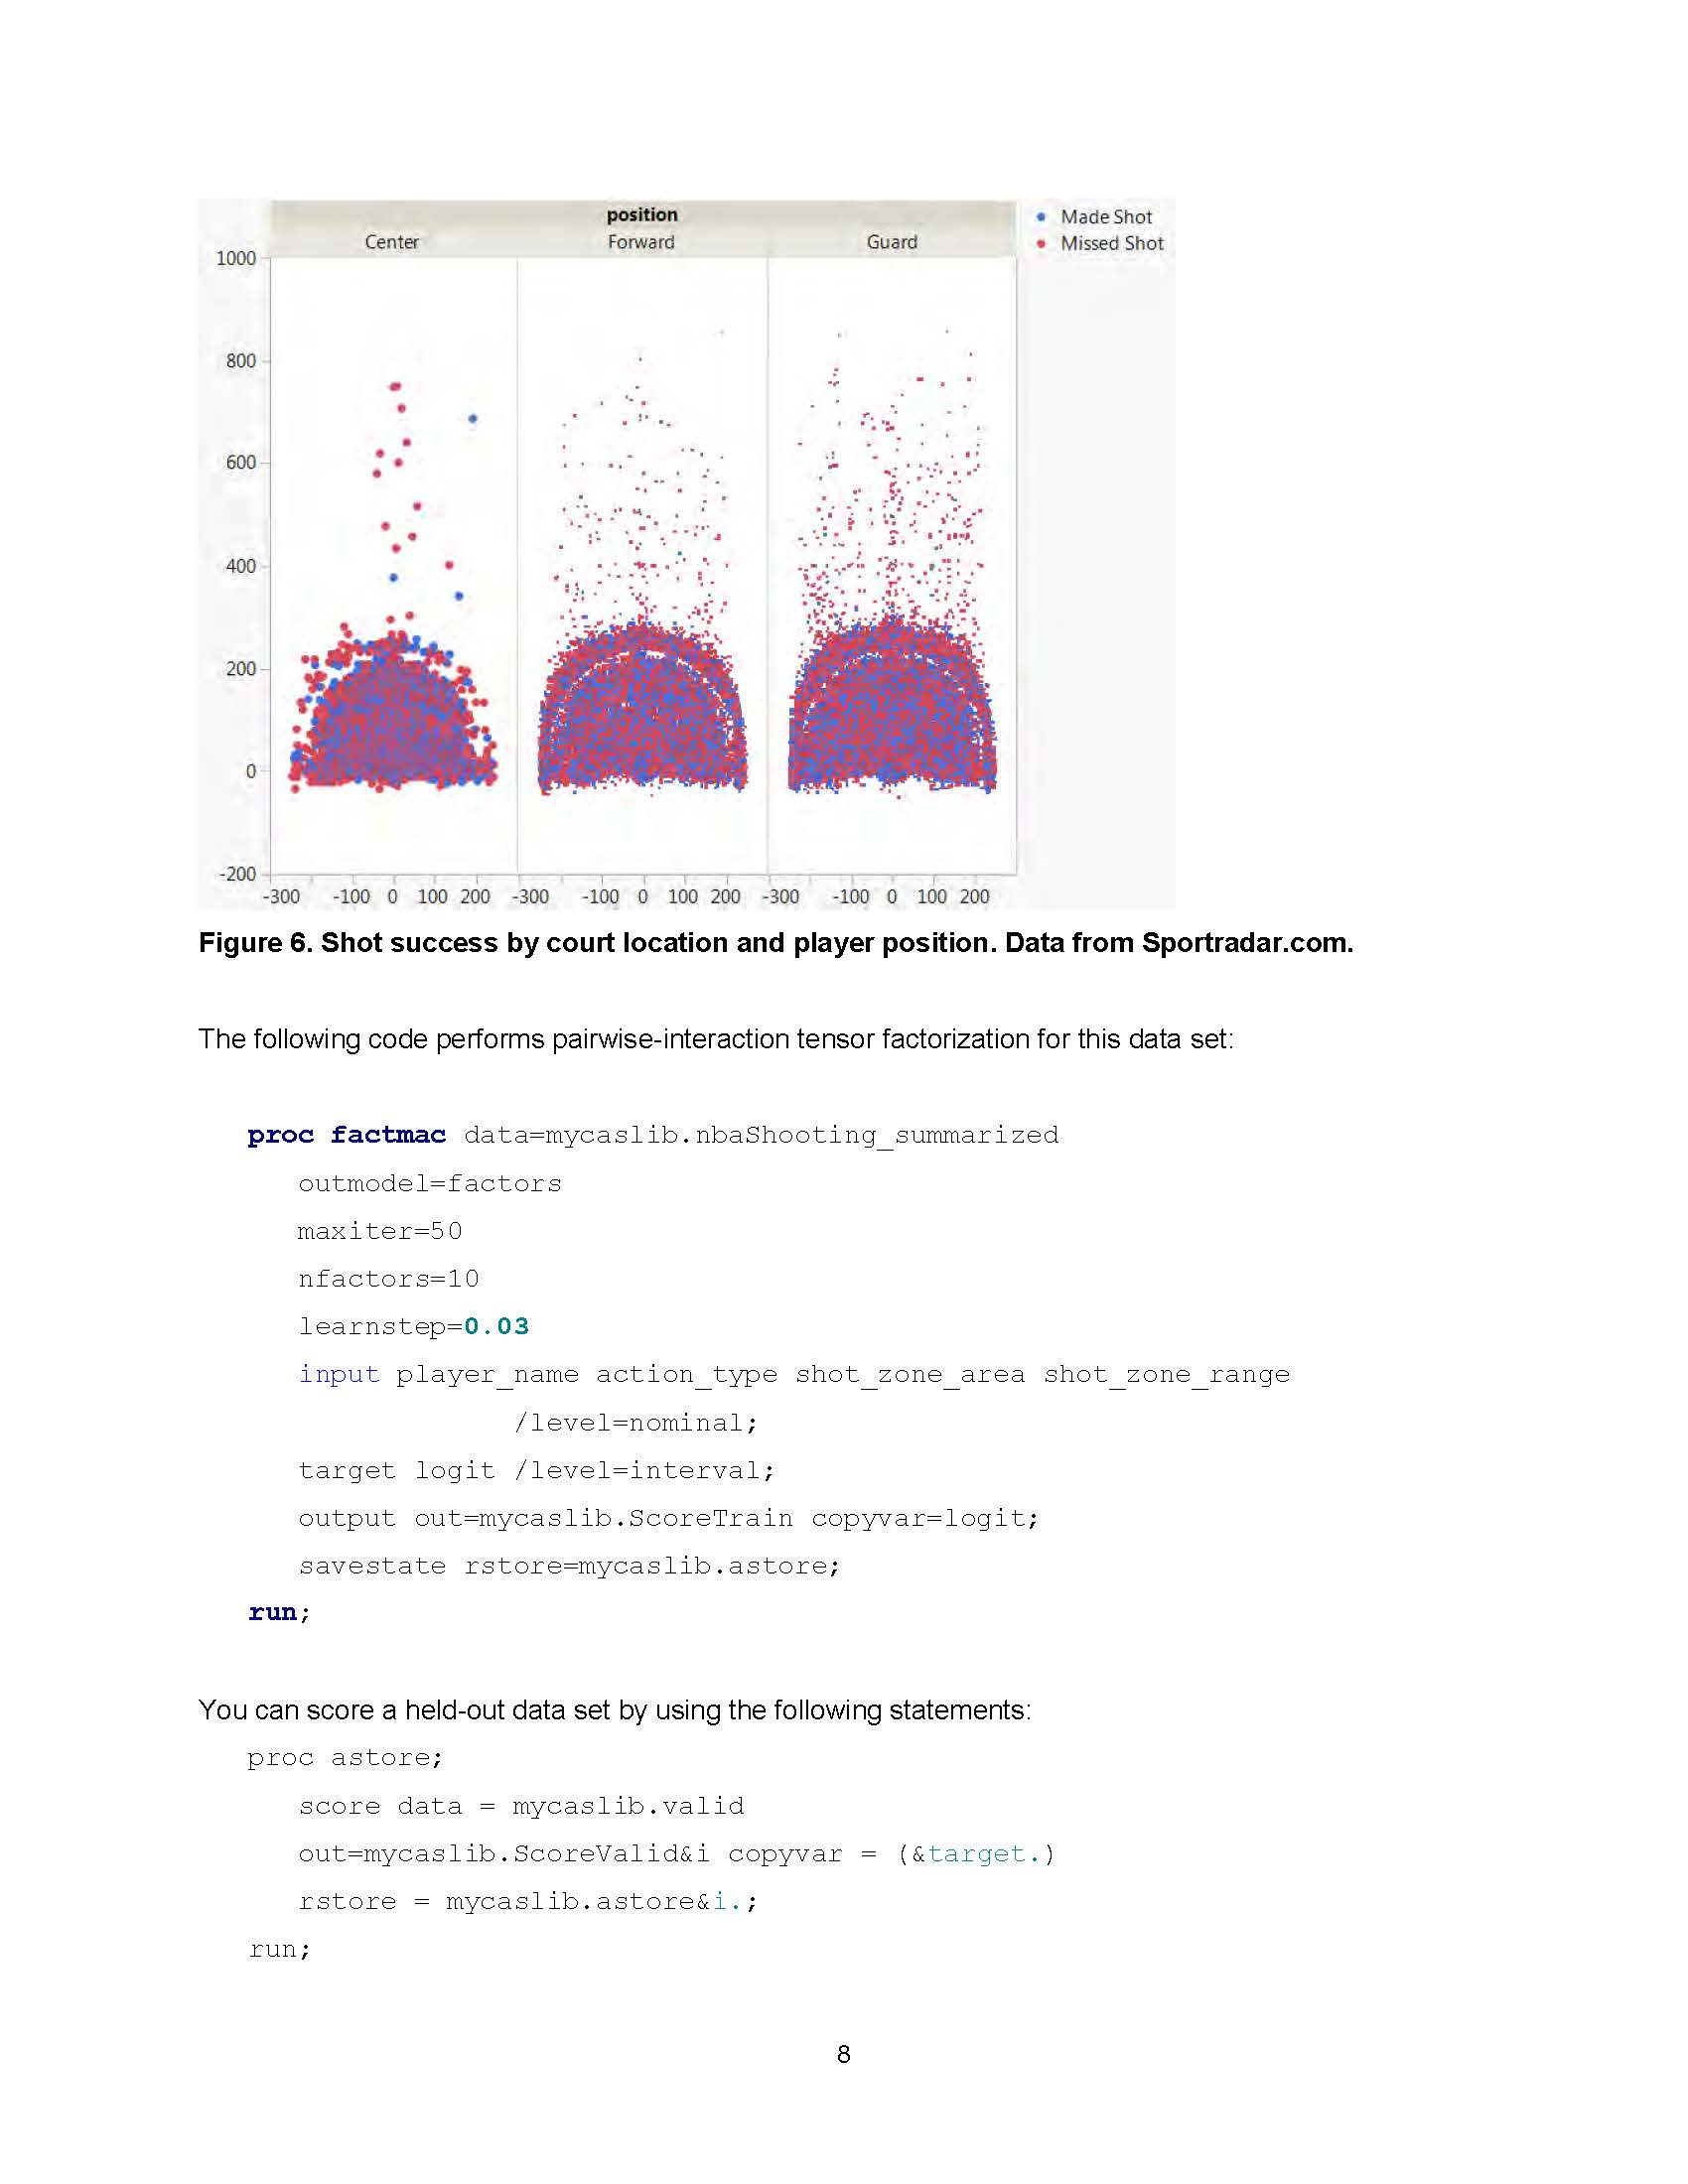 position
Center Forward Guard
Made Shot
Missed Shot
1000
800
600
400
200
0
-200
-300 -100 0 100 200 -300 -100 0 100 200 -300 -100 0 100 200
Figure 6. Shot success by court location and player position. Data from Sportradar.com.
The following code performs pairwise-interaction tensor factorization for this data set:
proc factmac data=mycaslib.nbaShooting_summarized
outmodel=factors
maxiter=50
nfactors=10
learnstep=0.03
input player_name action_type shot_zone_area shot_zone_range
/level=nominal;
target logit /level=interval;
output out=mycaslib.ScoreTrain copyvar=logit;
savestate rstore=mycaslib.astore;
run;
You can score a held-out data set by using the following statements:
proc astore;
score data = mycaslib.valid
out=mycaslib.ScoreValid&i copyvar = (&target.)
rstore = mycaslib.astore&i.;
run;
8